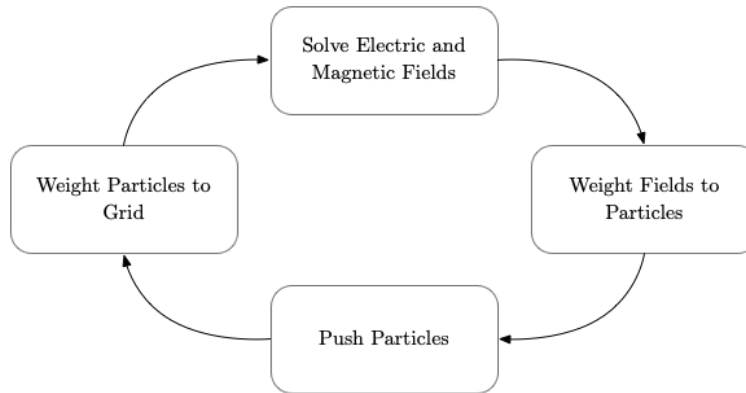 Solve Electric and
Magnetic Fields
Weight Particles to
Grid
Weight Fields to
Particles
Push Particles